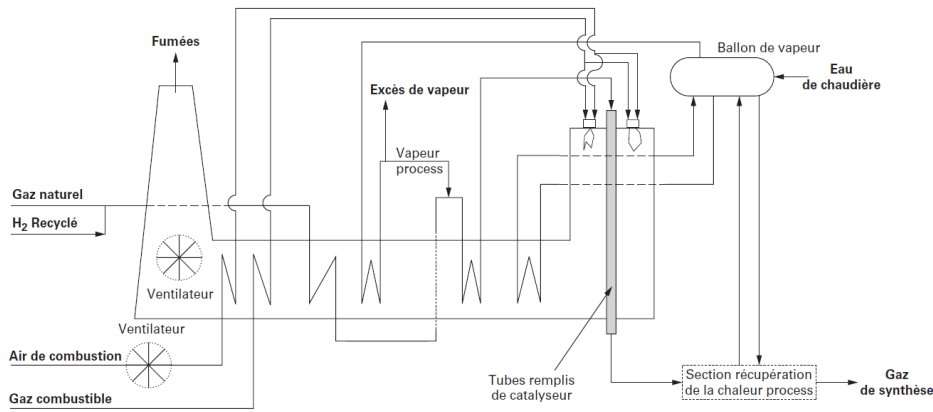 Fumées
Ballon de vapeur
Eau
de chaudière
Excès de vapeur
Vapeur
process
Gaz naturel
H2 Recyclé
Ventilateur
Ventilateur
Air de combustion
Gaz combustible
Tubes remplis
de catalyseur
Section récupération
de la chaleur process
Gaz
de synthèse